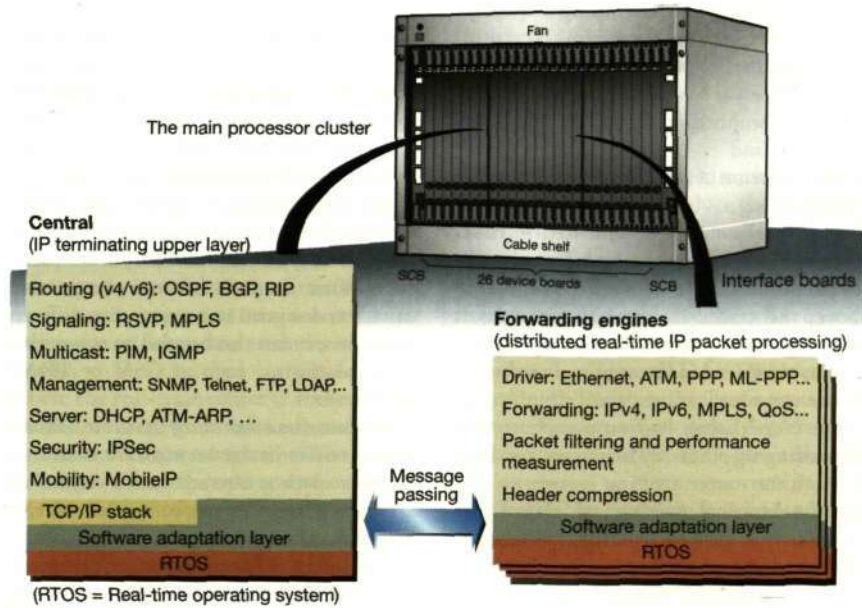 Fan
The main processor cluster
Cable shelf
SCB
26 device boards
SCB
Interface boards
Central
(IP terminating upper layer)
Routing (v4/v6): OSPF, BGP, RIP
Signaling: RSVP, MPLS
Multicast: PIM, IGMP
Management: SNMP, Telnet, FTP, LDAP,..
Server: DHCP, ATM-ARP, ...
Security: IPSec
Mobility: MobileIP
TCP/IP stack
Software adaptation layer
RTOS
(RTOS = Real-time operating system)
Message
passing
Forwarding engines
(distributed real-time IP packet processing)
Driver: Ethernet, ATM, PPP, ML-PPP...
Forwarding: IPv4, IPv6, MPLS, QoS...
Packet filtering and performance
measurement
Header compression
Software adaptation layer
RTOS